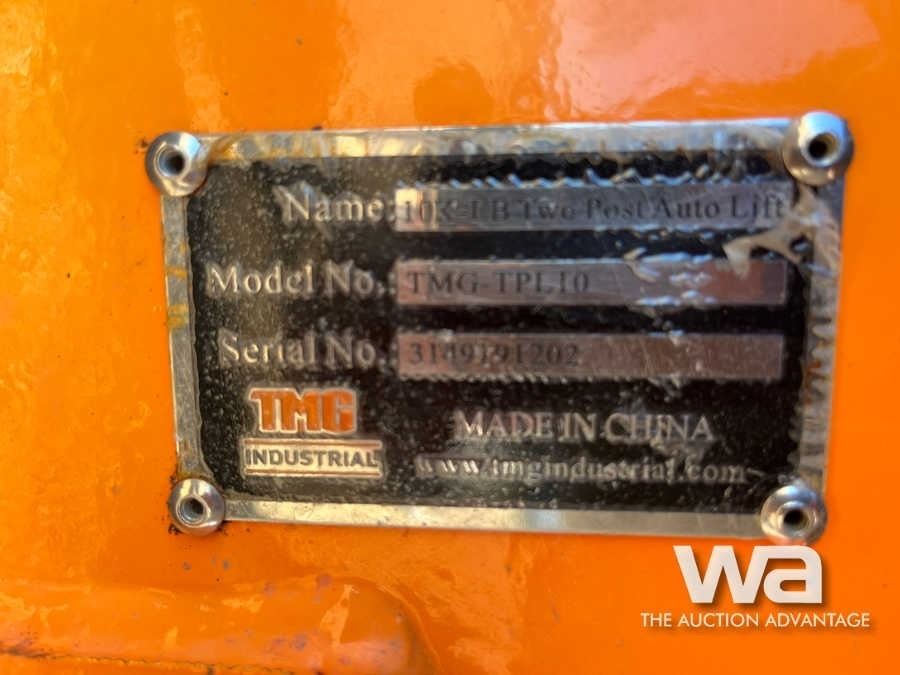 Name: 10K-LB Two Post Auto Lift
Model No.: TMG-TPL10
Serial No.: 3149191202
TMG
INDUSTRIAL
MADE IN CHINA
www.tmgindustrial.com
wa
THE AUCTION ADVANTAGE